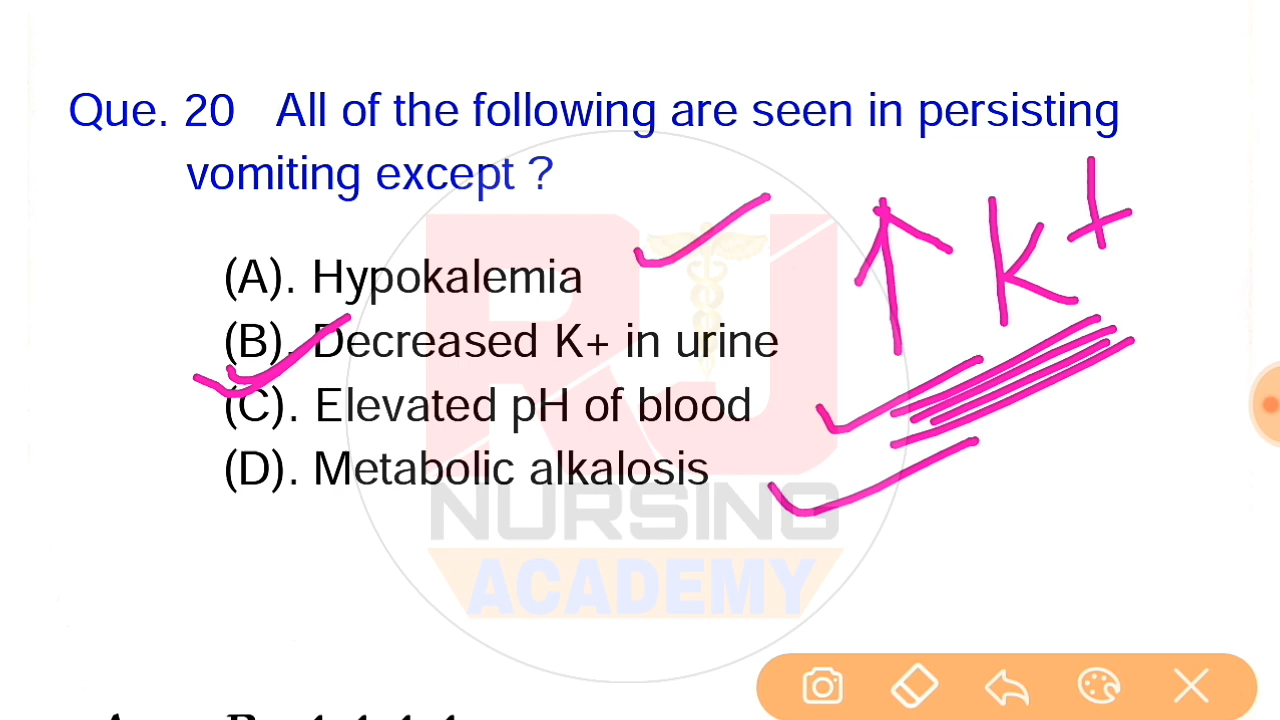 Que. 20 All of the following are seen in persisting
vomiting except ?
(A). Hypokalemia
(B). Decreased K+ in urine
(C). Elevated pH of blood
(D). Metabolic alkalosis
↑ K+
RJ
NURSING
ACADEMY